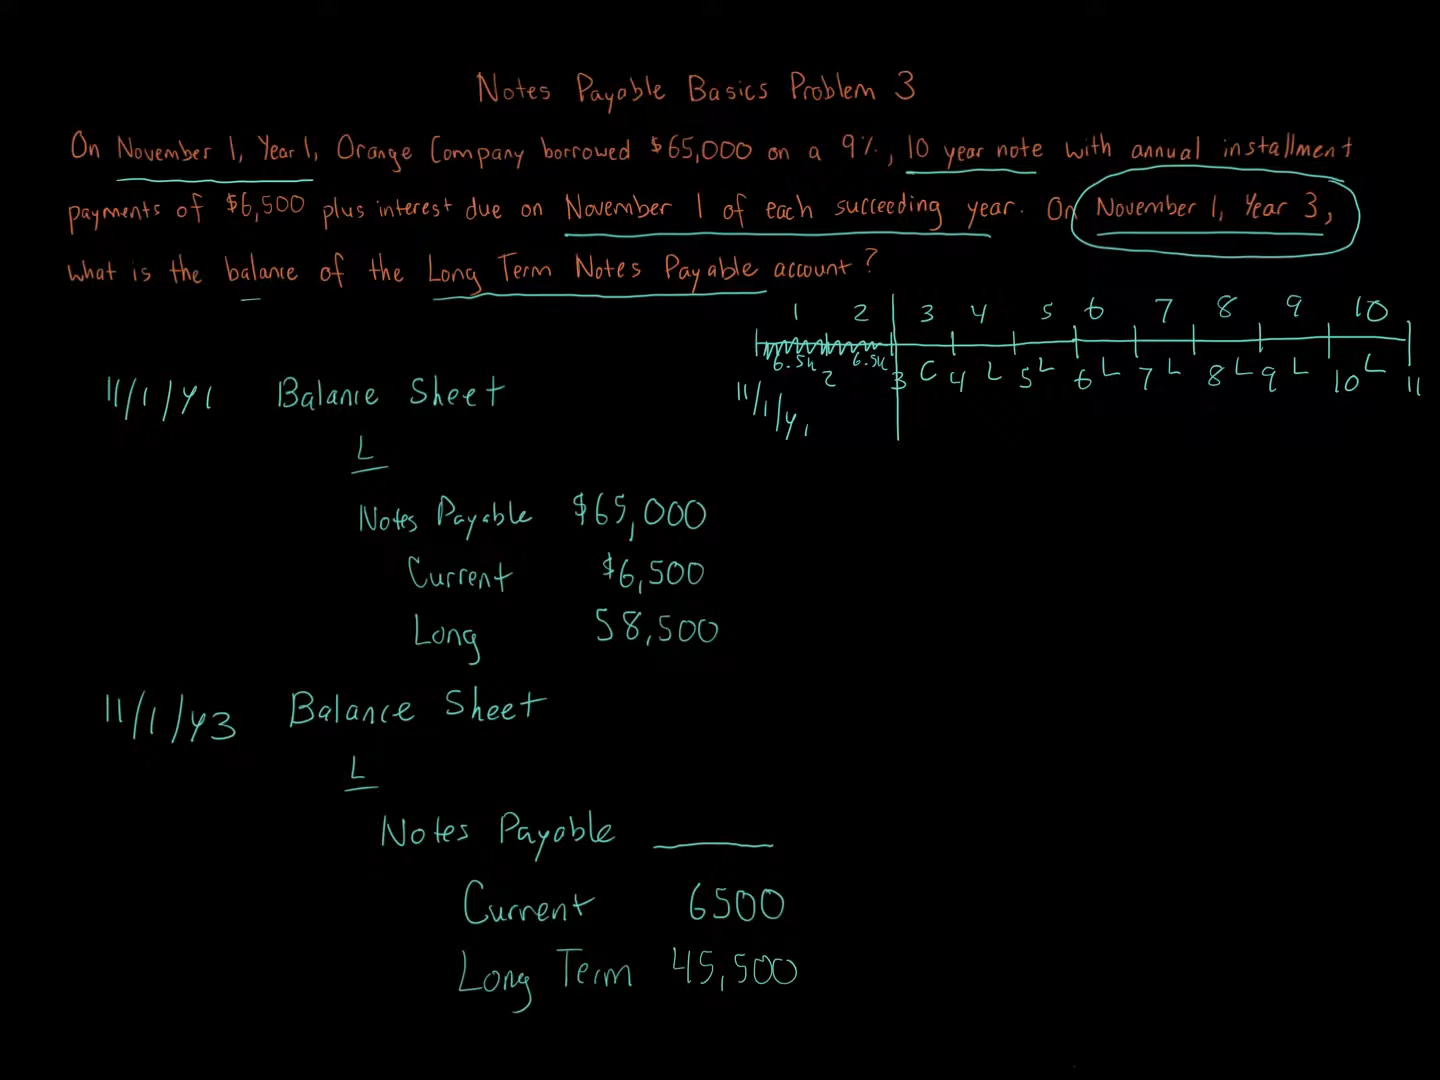 Notes Payable Basics Problem 3
On November 1, Year 1, Orange Company borrowed $65,000 on a 9%, 10 year note with annual installment
payments of $6,500 plus interest due on November 1 of each succeeding year. On November 1, Year 3,
what is the balance of the Long Term Notes Payable account?
1 2 3 4 5 6 7 8 9 10
6.5k 6.5k
2 3 C 4 L 5 L 6 L 7 L 8 L 9 L 10 L 11
11/1/Y1
11/1/Y1 Balance Sheet
L
Notes Payable $65,000
Current $6,500
Long 58,500
11/1/Y3 Balance Sheet
L
Notes Payable
Current 6500
Long Term 45,500